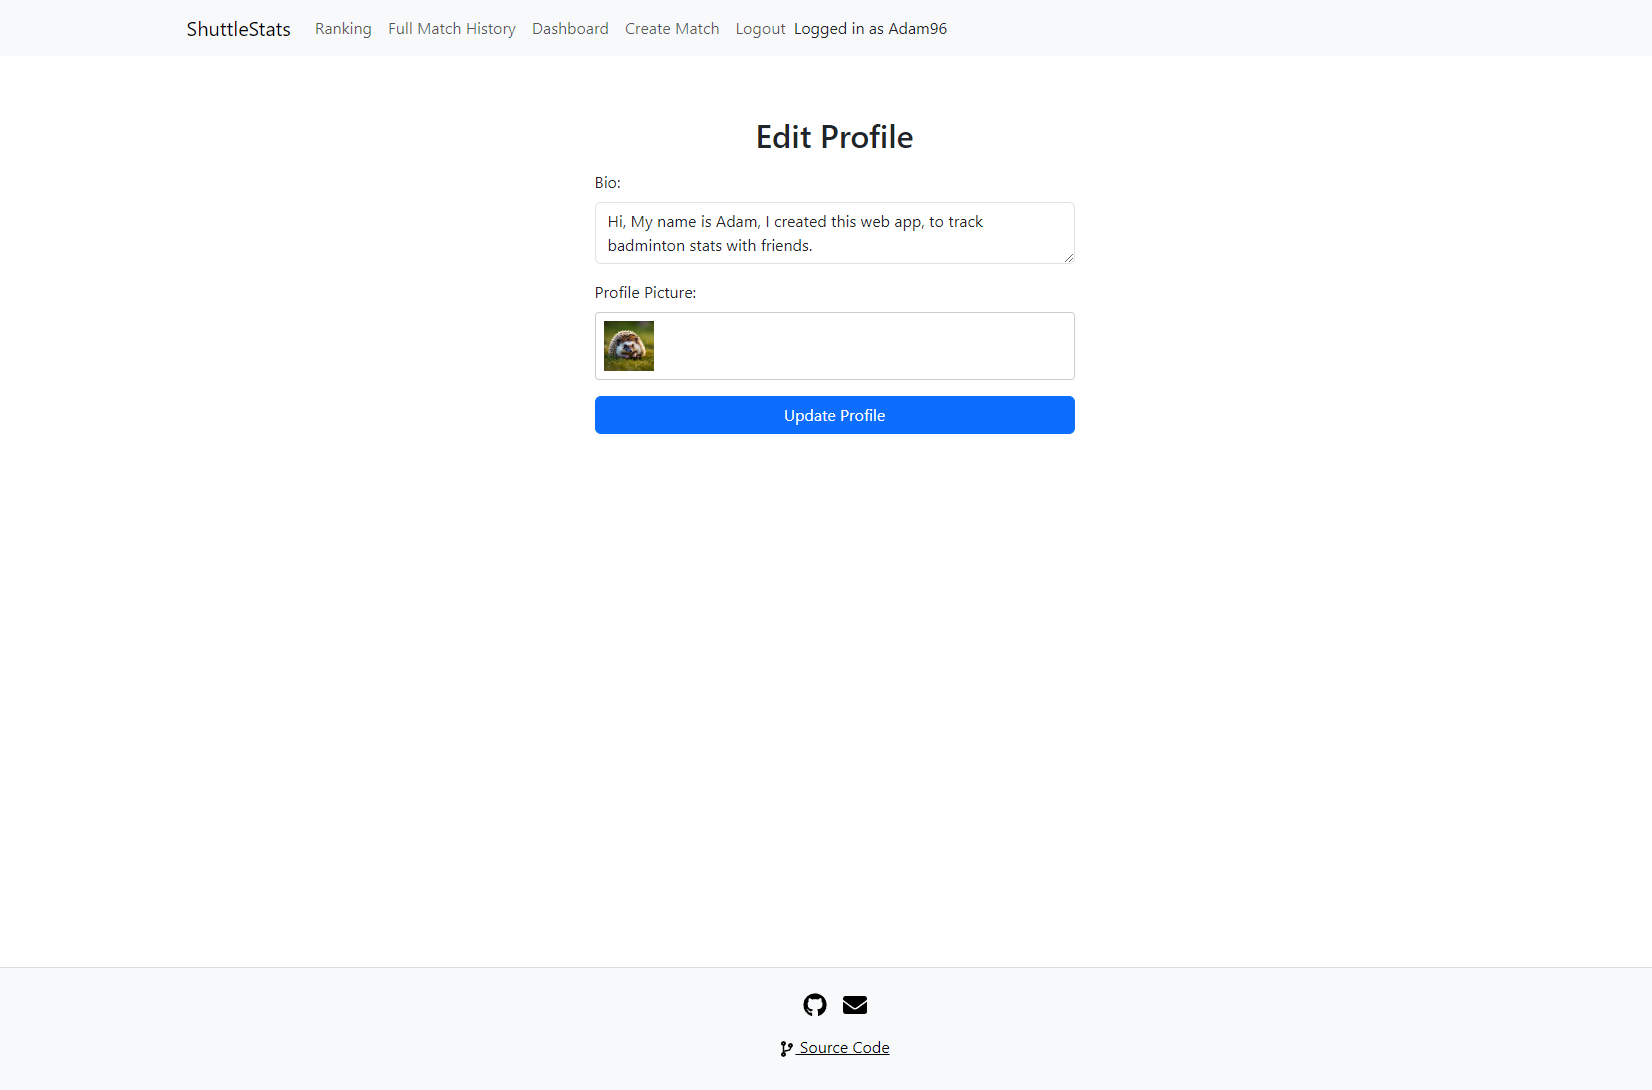 ShuttleStats Ranking Full Match History Dashboard Create Match Logout Logged in as Adam96
Edit Profile
Bio:
Hi, My name is Adam, I created this web app, to track
badminton stats with friends.
Profile Picture:
Update Profile
Source Code